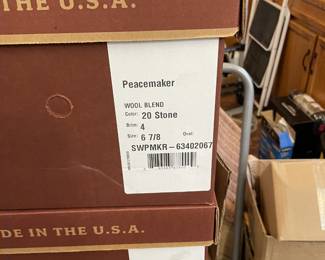 THE U.S.A.
Peacemaker
WOOL BLEND
Color: 20 Stone
Brim: 4
Size: 6 7/8 Oval:
SWPMKR-63402067
DE IN THE U.S.A.